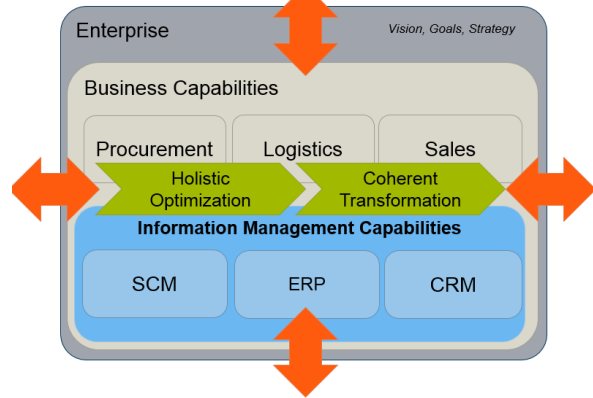 Enterprise
Vision, Goals, Strategy
Business Capabilities
Procurement
Logistics
Sales
Holistic
Optimization
Coherent
Transformation
Information Management Capabilities
SCM
ERP
CRM